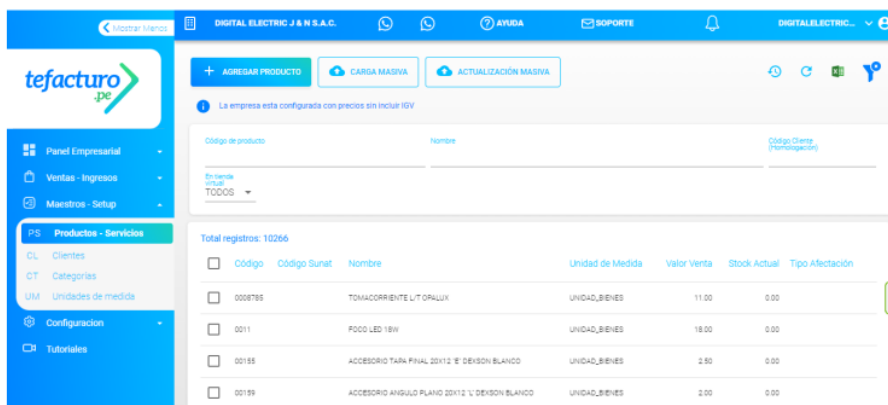 Mostrar Menos
DIGITAL ELECTRIC J & N S.A.C.
AYUDA
SOPORTE
DIGITALELECTRIC...
tefacturo
.pe
AGREGAR PRODUCTO
CARGA MASIVA
ACTUALIZACIÓN MASIVA
La empresa esta configurada con precios sin incluir IGV
Código de producto
Nombre
Código Cliente
(Homologación)
En tienda
virtual
TODOS
Panel Empresarial
Ventas - Ingresos
Maestros - Setup
PS Productos - Servicios
CL Clientes
CT Categorías
UM Unidades de medida
Configuracion
Tutoriales
Total registros: 10266
Código Código Sunat Nombre Unidad de Medida Valor Venta Stock Actual Tipo Afectación
0008785 TOMACORRIENTE L/T OPALUX UNIDAD_BIENES 11.00 0.00
0011 FOCO LED 18W UNIDAD_BIENES 18.00 0.00
00155 ACCESORIO TAPA FINAL 20X12 'E' DEXSON BLANCO UNIDAD_BIENES 2.50 0.00
00159 ACCESORIO ANGULO PLANO 20X12 'L' DEXSON BLANCO UNIDAD_BIENES 2.00 0.00